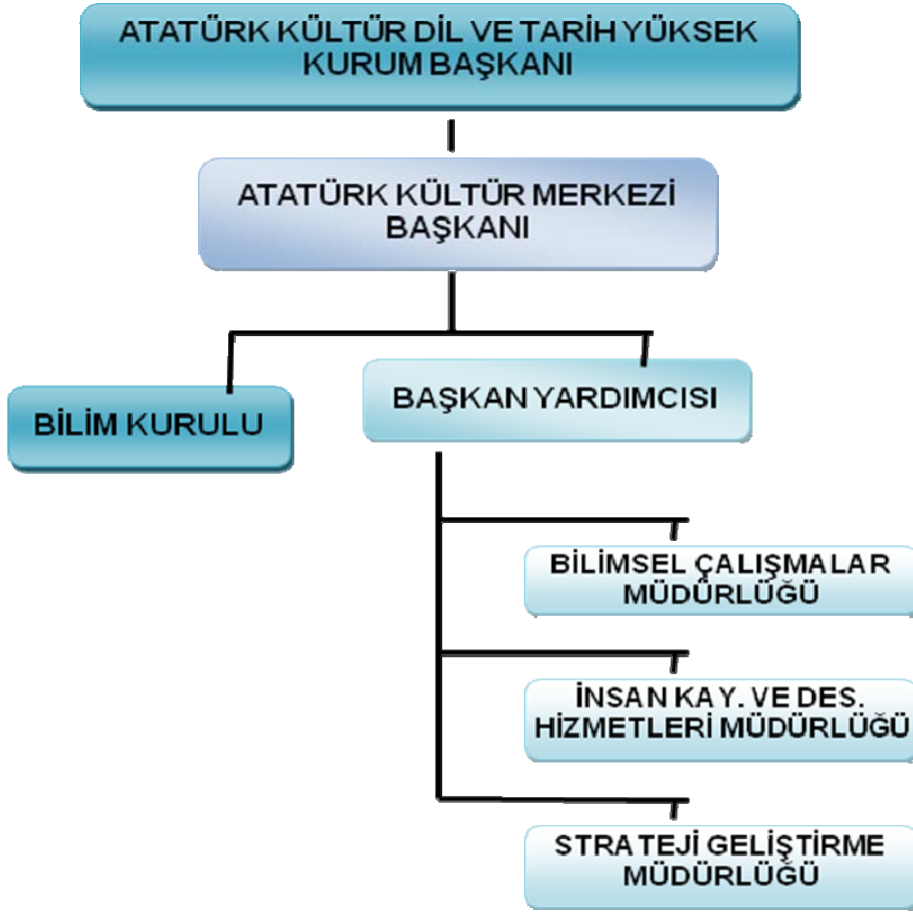 ATATÜRK KÜLTÜR DİL VE TARİH YÜKSEK
KURUM BAŞKANI
ATATÜRK KÜLTÜR MERKEZİ
BAŞKANI
BİLİM KURULU
BAŞKAN YARDIMCISI
BİLİMSEL ÇALIŞMALAR
MÜDÜRLÜĞÜ
İNSAN KAY. VE DES.
HİZMETLERİ MÜDÜRLÜĞÜ
STRATEJİ GELİŞTİRME
MÜDÜRLÜĞÜ